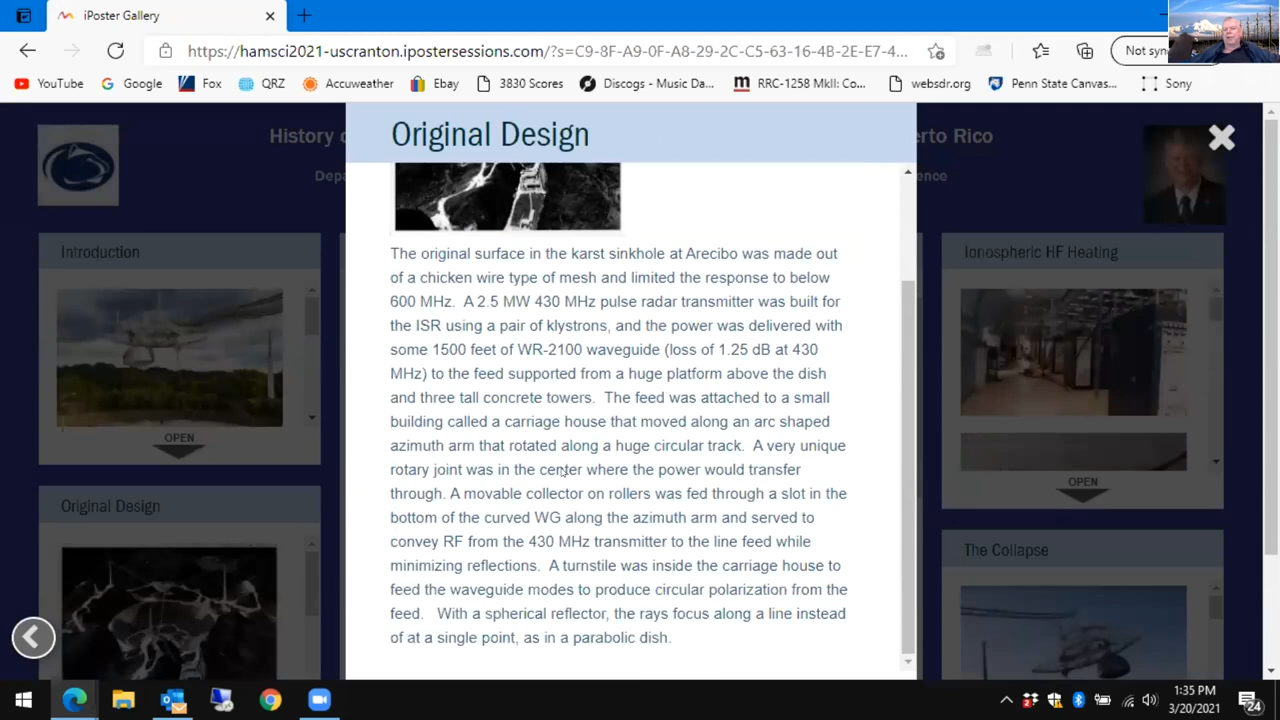 iPoster Gallery
https://hamsci2021-uscranton.ipostersessions.com/?s=C9-8F-A9-0F-A8-29-2C-C5-63-16-4B-2E-E7-4...
Not syn
YouTube Google Fox QRZ Accuweather Ebay 3830 Scores Discogs - Music Da... RRC-1258 MkII: Co... websdr.org Penn State Canvas... Sony
History o
erto Rico
Depa
ence
Original Design
The original surface in the karst sinkhole at Arecibo was made out
of a chicken wire type of mesh and limited the response to below
600 MHz. A 2.5 MW 430 MHz pulse radar transmitter was built for
the ISR using a pair of klystrons, and the power was delivered with
some 1500 feet of WR-2100 waveguide (loss of 1.25 dB at 430
MHz) to the feed supported from a huge platform above the dish
and three tall concrete towers. The feed was attached to a small
building called a carriage house that moved along an arc shaped
azimuth arm that rotated along a huge circular track. A very unique
rotary joint was in the center where the power would transfer
through. A movable collector on rollers was fed through a slot in the
bottom of the curved WG along the azimuth arm and served to
convey RF from the 430 MHz transmitter to the line feed while
minimizing reflections. A turnstile was inside the carriage house to
feed the waveguide modes to produce circular polarization from the
feed. With a spherical reflector, the rays focus along a line instead
of at a single point, as in a parabolic dish.
Introduction
OPEN
Original Design
Ionospheric HF Heating
OPEN
The Collapse
1:35 PM
3/20/2021
24